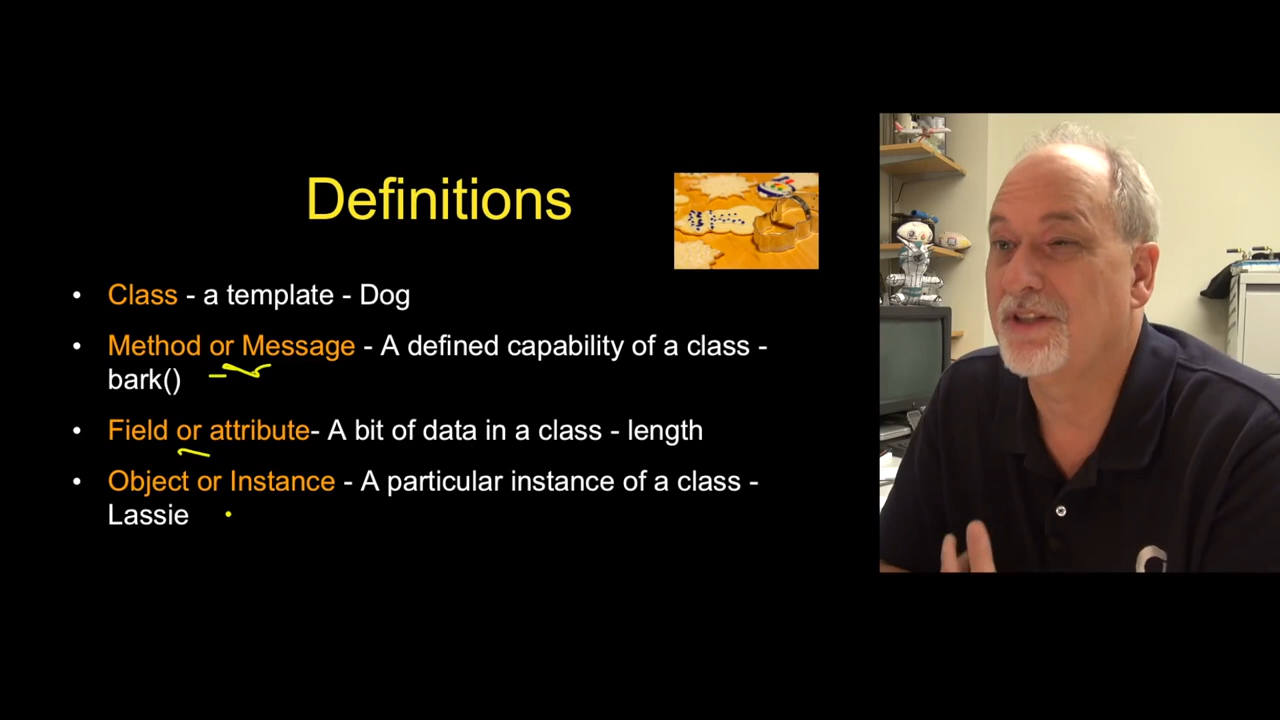 Definitions
• Class - a template - Dog
• Method or Message - A defined capability of a class -
bark()
• Field or attribute- A bit of data in a class - length
• Object or Instance - A particular instance of a class -
Lassie